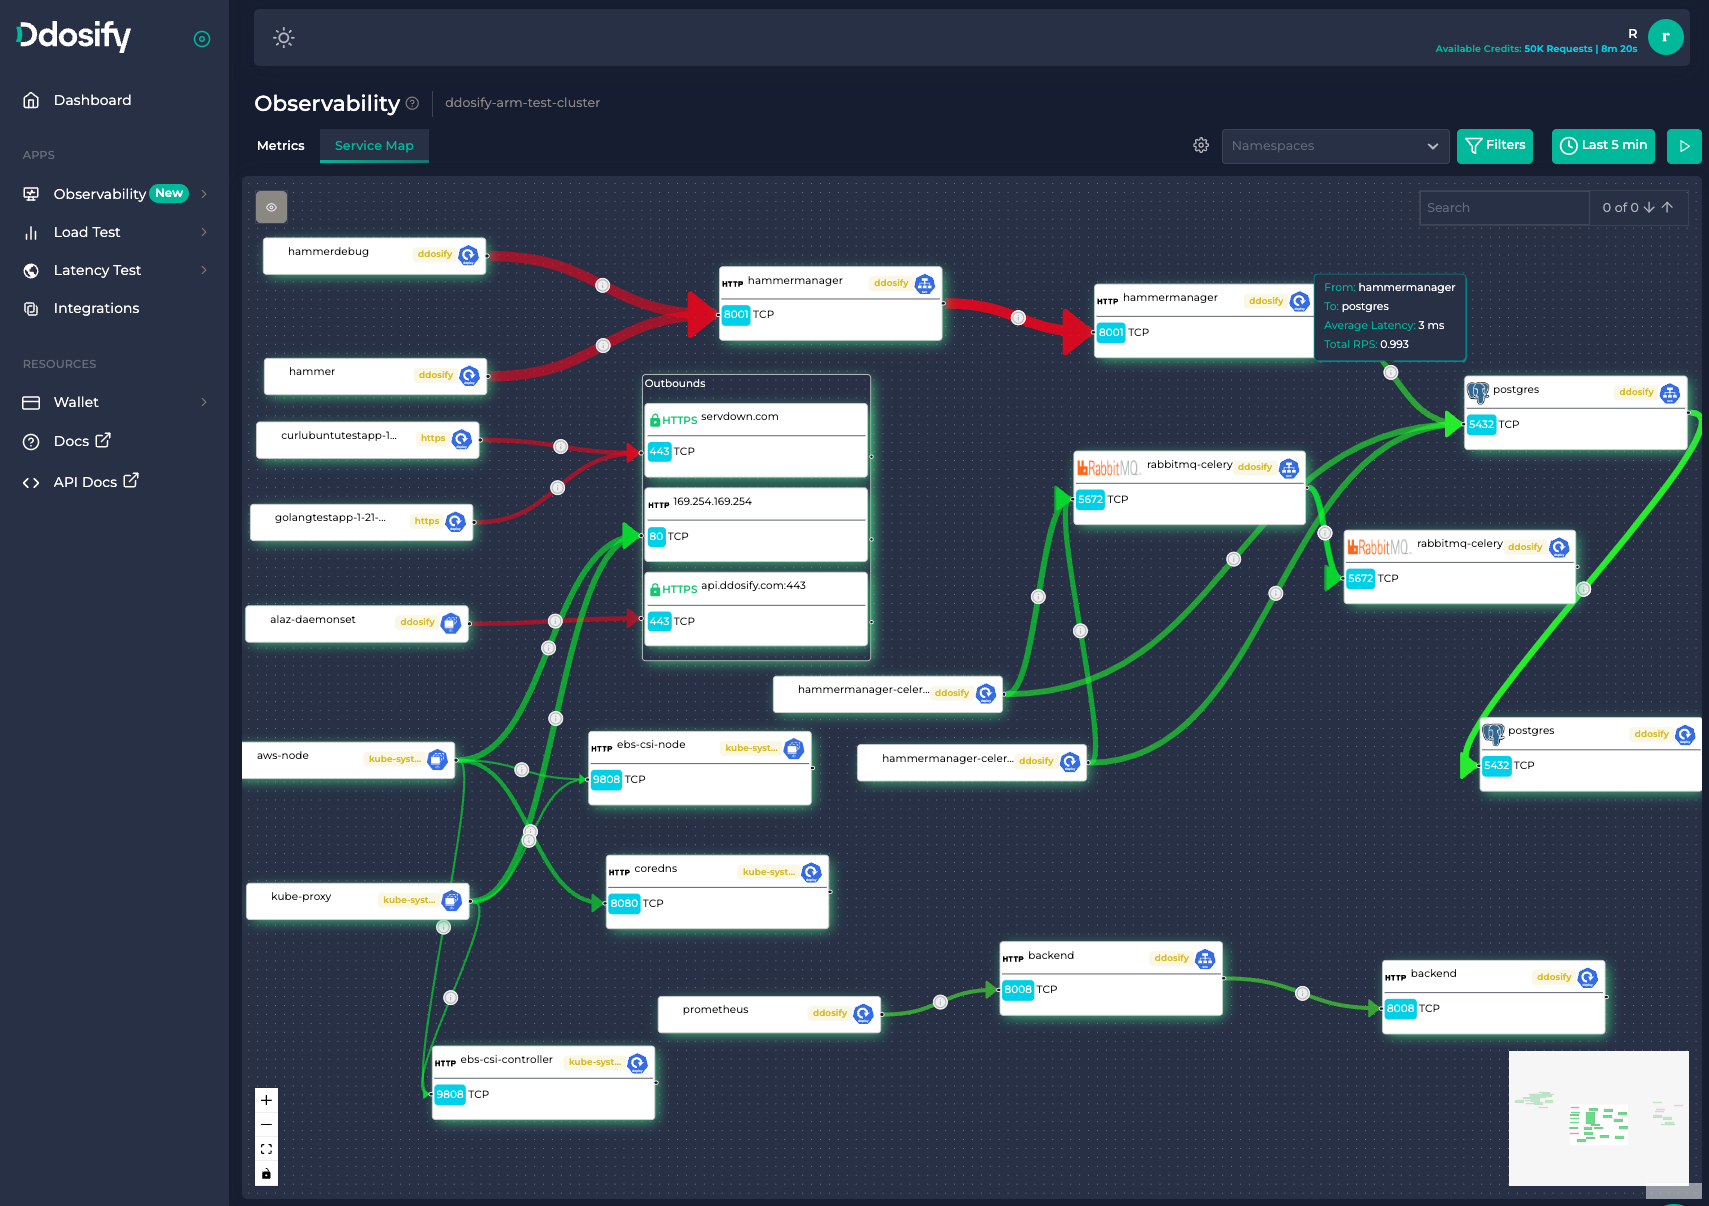 Ddosify
R
r
Available Credits: 50K Requests | 8m 20s
Dashboard
APPS
Observability New
Load Test
Latency Test
Integrations
RESOURCES
Wallet
Docs
API Docs
Observability
ddosify-arm-test-cluster
Metrics
Service Map
Namespaces
Filters
Last 5 min
Search
0 of 0
hammerdebug ddosify
HTTP hammermanager ddosify
8001 TCP
HTTP hammermanager ddosify
8001 TCP
From: hammermanager
To: postgres
Average Latency: 3 ms
Total RPS: 0.993
hammer ddosify
curlubuntutestapp-1... https
golangtestapp-1-21-... https
Outbounds
HTTPS servdown.com
443 TCP
HTTP 169.254.169.254
80 TCP
HTTPS api.ddosify.com:443
443 TCP
postgres ddosify
5432 TCP
RabbitMQ rabbitmq-celery ddosify
5672 TCP
RabbitMQ rabbitmq-celery ddosify
5672 TCP
alaz-daemonset ddosify
hammermanager-celer... ddosify
hammermanager-celer... ddosify
postgres ddosify
5432 TCP
aws-node kube-syst...
HTTP ebs-csi-node kube-syst...
9808 TCP
HTTP coredns kube-syst...
8080 TCP
kube-proxy kube-syst...
HTTP backend ddosify
8008 TCP
HTTP backend ddosify
8008 TCP
prometheus ddosify
HTTP ebs-csi-controller kube-syst...
9808 TCP